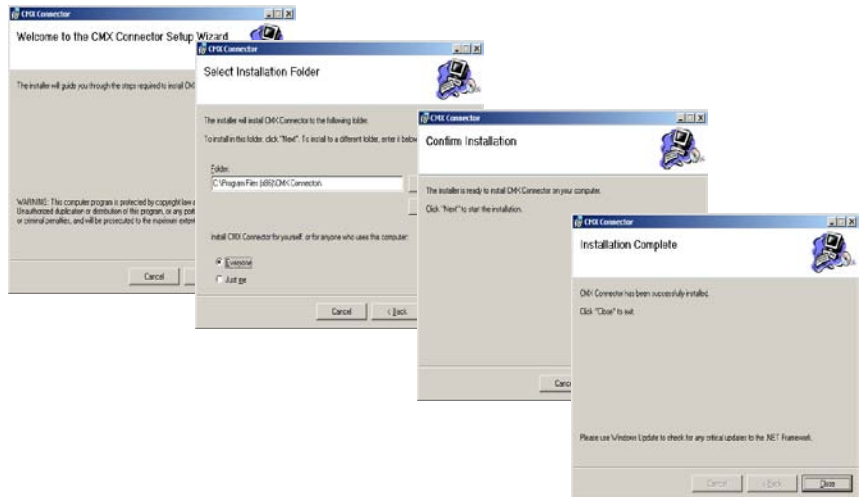 CMX Connector
Welcome to the CMX Connector Setup Wizard
The installer will guide you through the steps required to install CM
WARNING: This computer program is protected by copyright law a
Unauthorized duplication or distribution of this program, or any port
or criminal penalties, and will be prosecuted to the maximum extent
Cancel
CMX Connector
Select Installation Folder
The installer will install CMX Connector to the following folder.
To install in this folder, click "Next". To install to a different folder, enter it below
Folder:
C:\Program Files (x86)\CMX Connector\
Install CMX Connector for yourself, or for anyone who uses this computer:
Everyone
Just me
Cancel
< Back
CMX Connector
Confirm Installation
The installer is ready to install CMX Connector on your computer.
Click "Next" to start the installation.
Canc
CMX Connector
Installation Complete
CMX Connector has been successfully installed.
Click "Close" to exit.
Please use Windows Update to check for any critical updates to the .NET Framework.
Cancel
< Back
Close